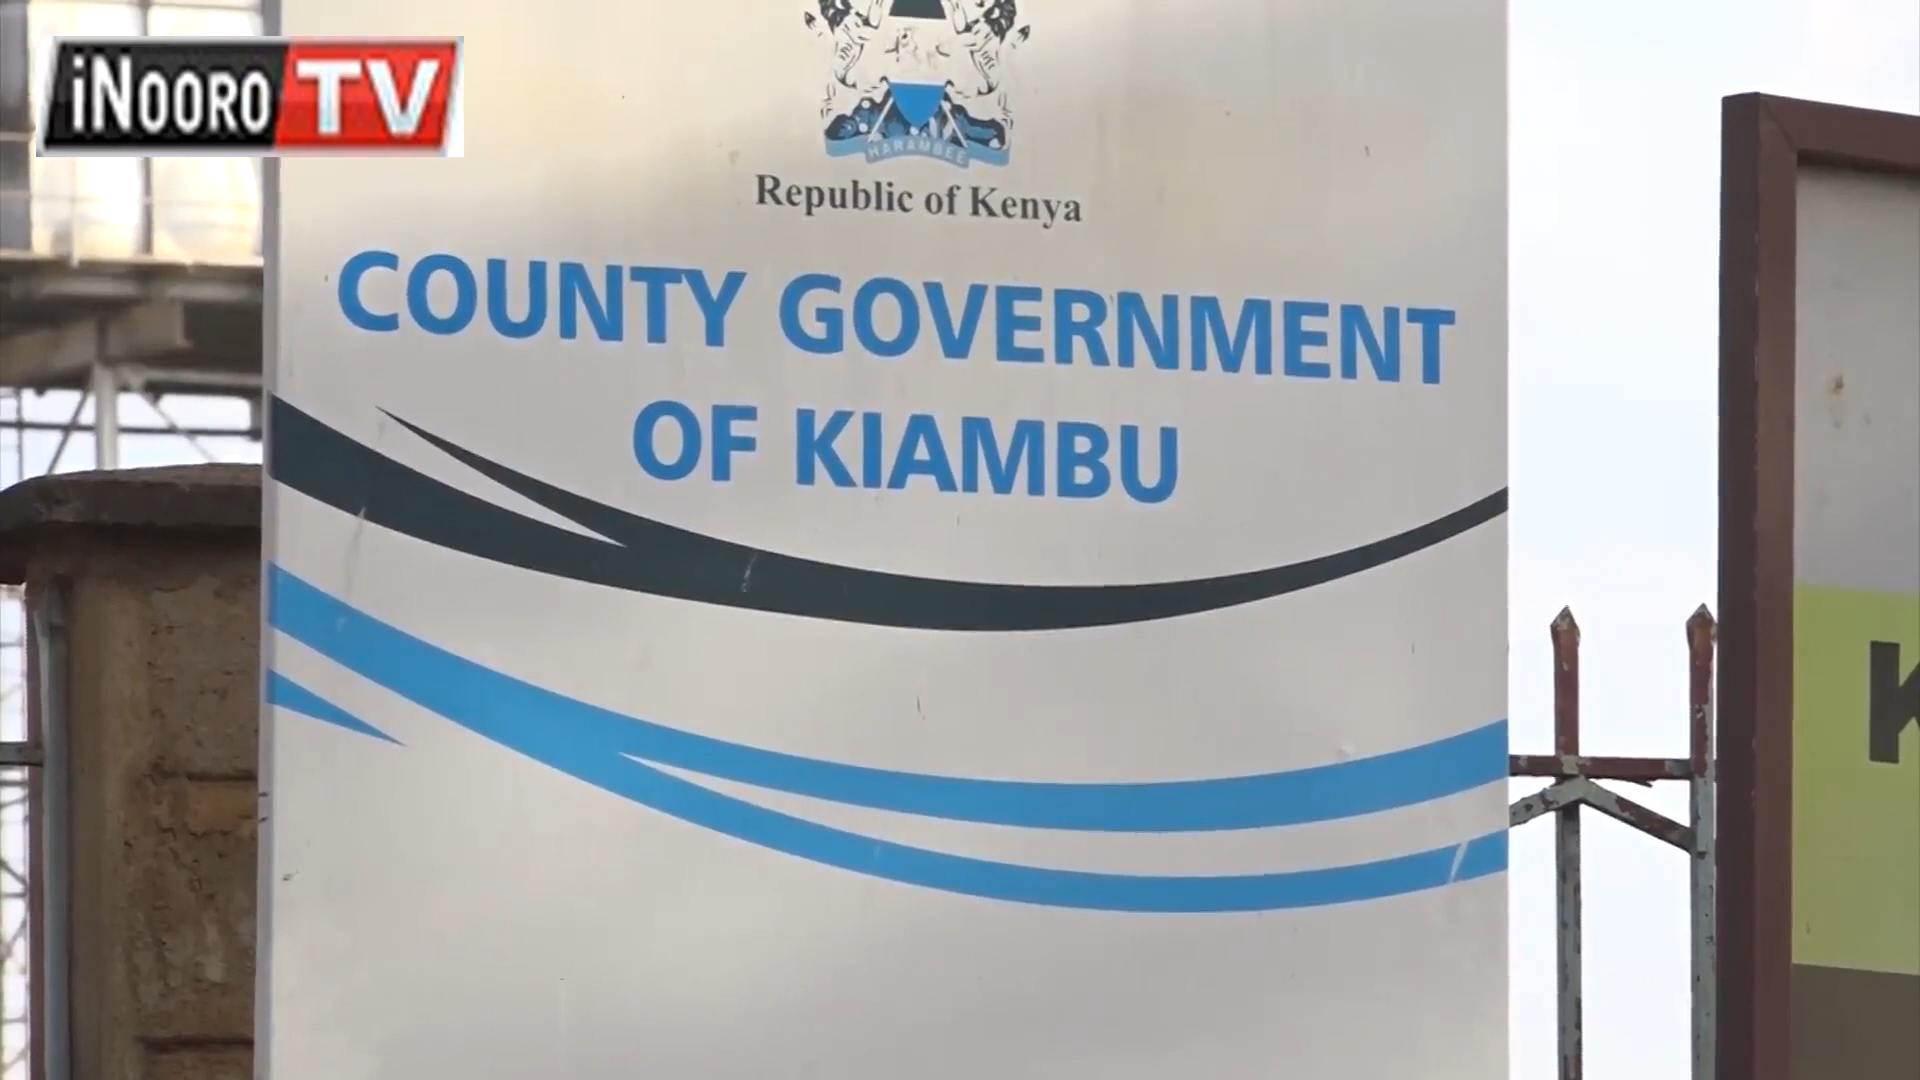 iNOORO TV
HARAMBEE
Republic of Kenya
COUNTY GOVERNMENT
OF KIAMBU
K